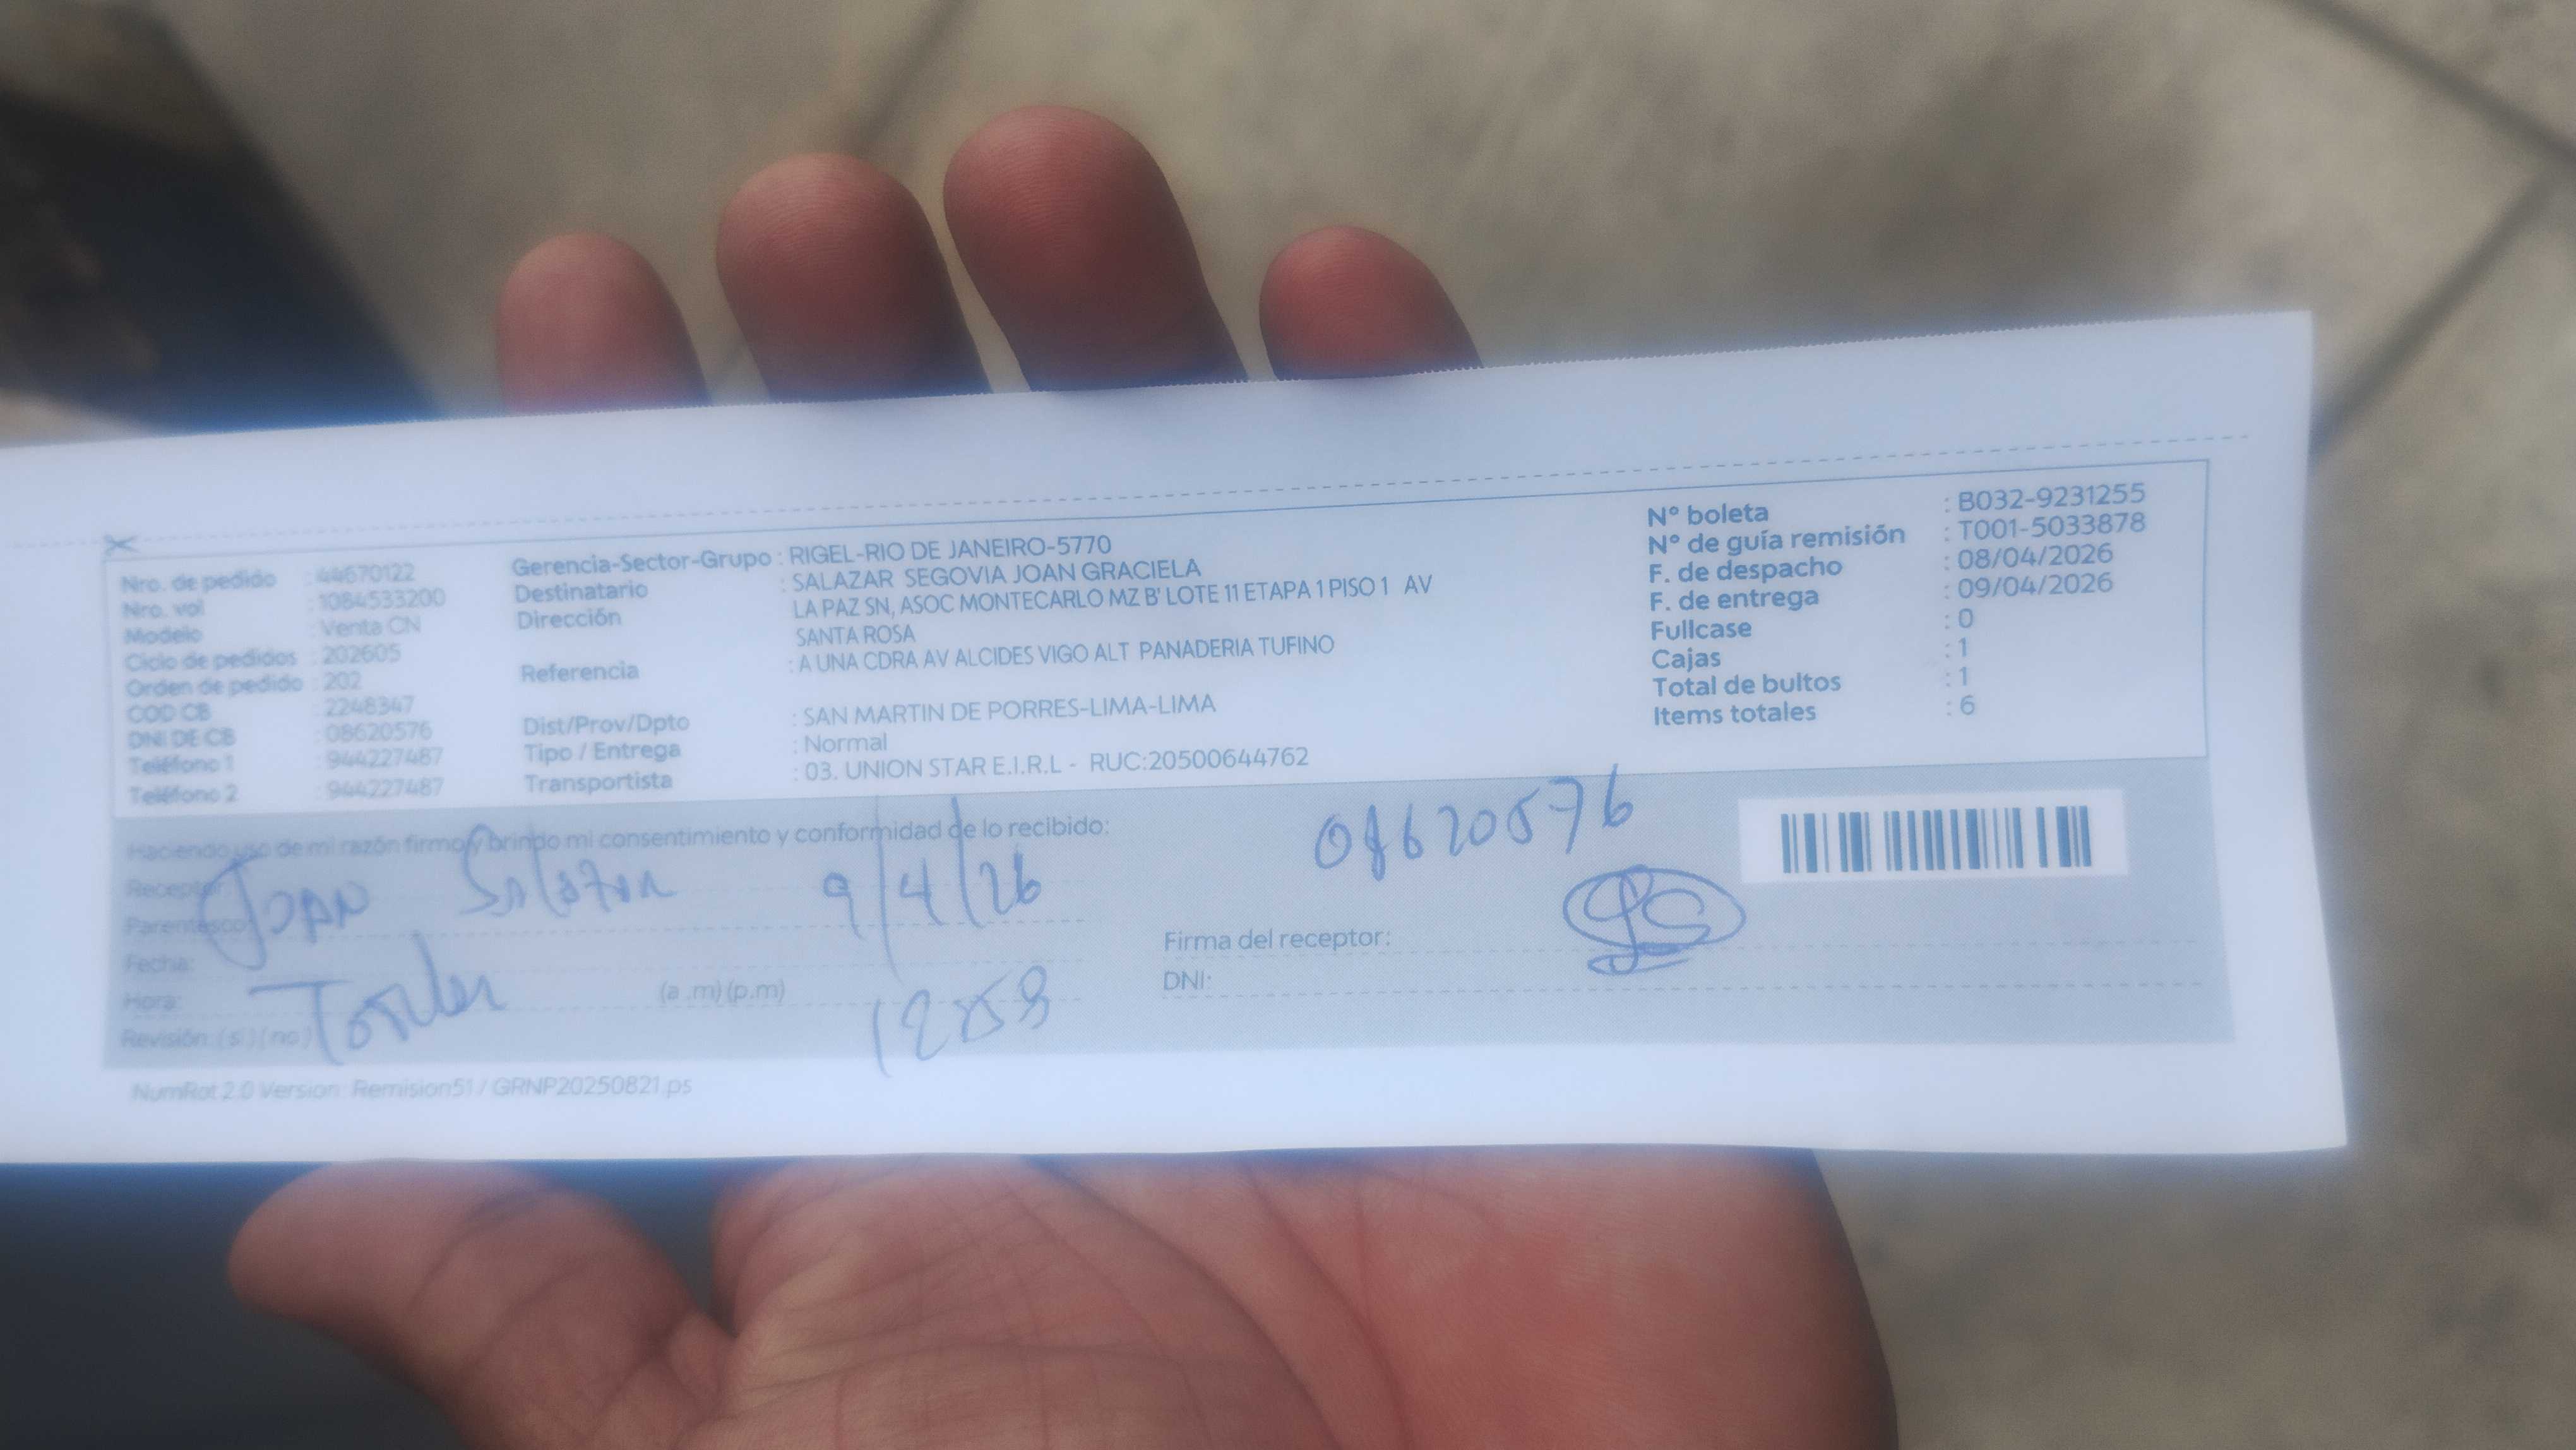 Nro. de pedido : 44670122
Nro. vol : 1084533200
Modelo : Venta CN
Ciclo de pedidos : 202605
Orden de pedido : 202
COD CB : 2248347
DNI DE CB : 08620576
Teléfono 1 : 944227487
Teléfono 2 : 944227487
Gerencia-Sector-Grupo : RIGEL-RIO DE JANEIRO-5770
Destinatario : SALAZAR SEGOVIA JOAN GRACIELA
Dirección : LA PAZ SN, ASOC MONTECARLO MZ B' LOTE 11 ETAPA 1 PISO 1 AV
SANTA ROSA
Referencia : A UNA CDRA AV ALCIDES VIGO ALT PANADERIA TUFINO
Dist/Prov/Dpto : SAN MARTIN DE PORRES-LIMA-LIMA
Tipo / Entrega : Normal
Transportista : 03. UNION STAR E.I.R.L - RUC:20500644762
Nº boleta : B032-9231255
Nº de guía remisión : T001-5033878
F. de despacho : 08/04/2026
F. de entrega : 09/04/2026
Fullcase : 0
Cajas : 1
Total de bultos : 1
Items totales : 6
Haciendo uso de mi razón firmo y brindo mi consentimiento y conformidad de lo recibido:
08620576
Receptor:
JOAN Salazar 9/4/26
Parentesco:
Fecha:
Hora: (a .m) (p.m)
12:58
Revisión: (si) (no)
Firma del receptor:
DNI:
NumRot 2.0 Version: Remision51 / GRNP20250821.ps